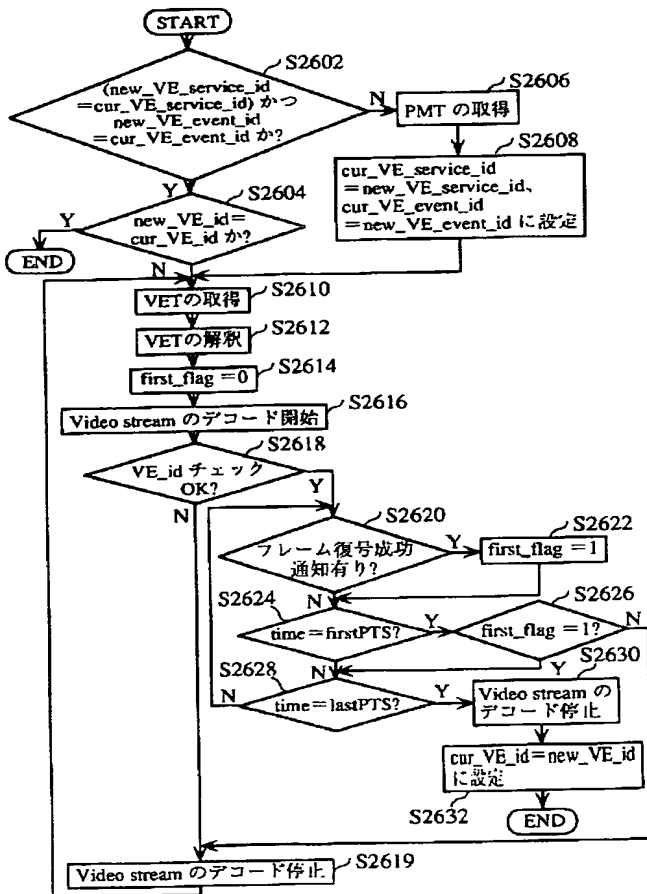 START
S2602
(new_VE_service_id
=cur_VE_service_id) かつ
new_VE_event_id
=cur_VE_event_id か?
N
S2606
PMT の取得
S2608
cur_VE_service_id
=new_VE_service_id、
cur_VE_event_id
=new_VE_event_id に設定
Y
S2604
Y
new_VE_id=
cur_VE_id か?
END
N
S2610
VETの取得
S2612
VETの解釈
S2614
first_flag =0
S2616
Video stream のデコード開始
S2618
VE_id チェック
OK?
Y
N
S2620
フレーム復号成功
通知有り?
Y
S2622
first_flag =1
N
S2624
time=firstPTS?
Y
S2626
first_flag =1?
N
N
Y
S2628
time=lastPTS?
N
Y
S2630
Video stream の
デコード停止
cur_VE_id=new_VE_id
に設定
S2632
END
Video stream のデコード停止
S2619